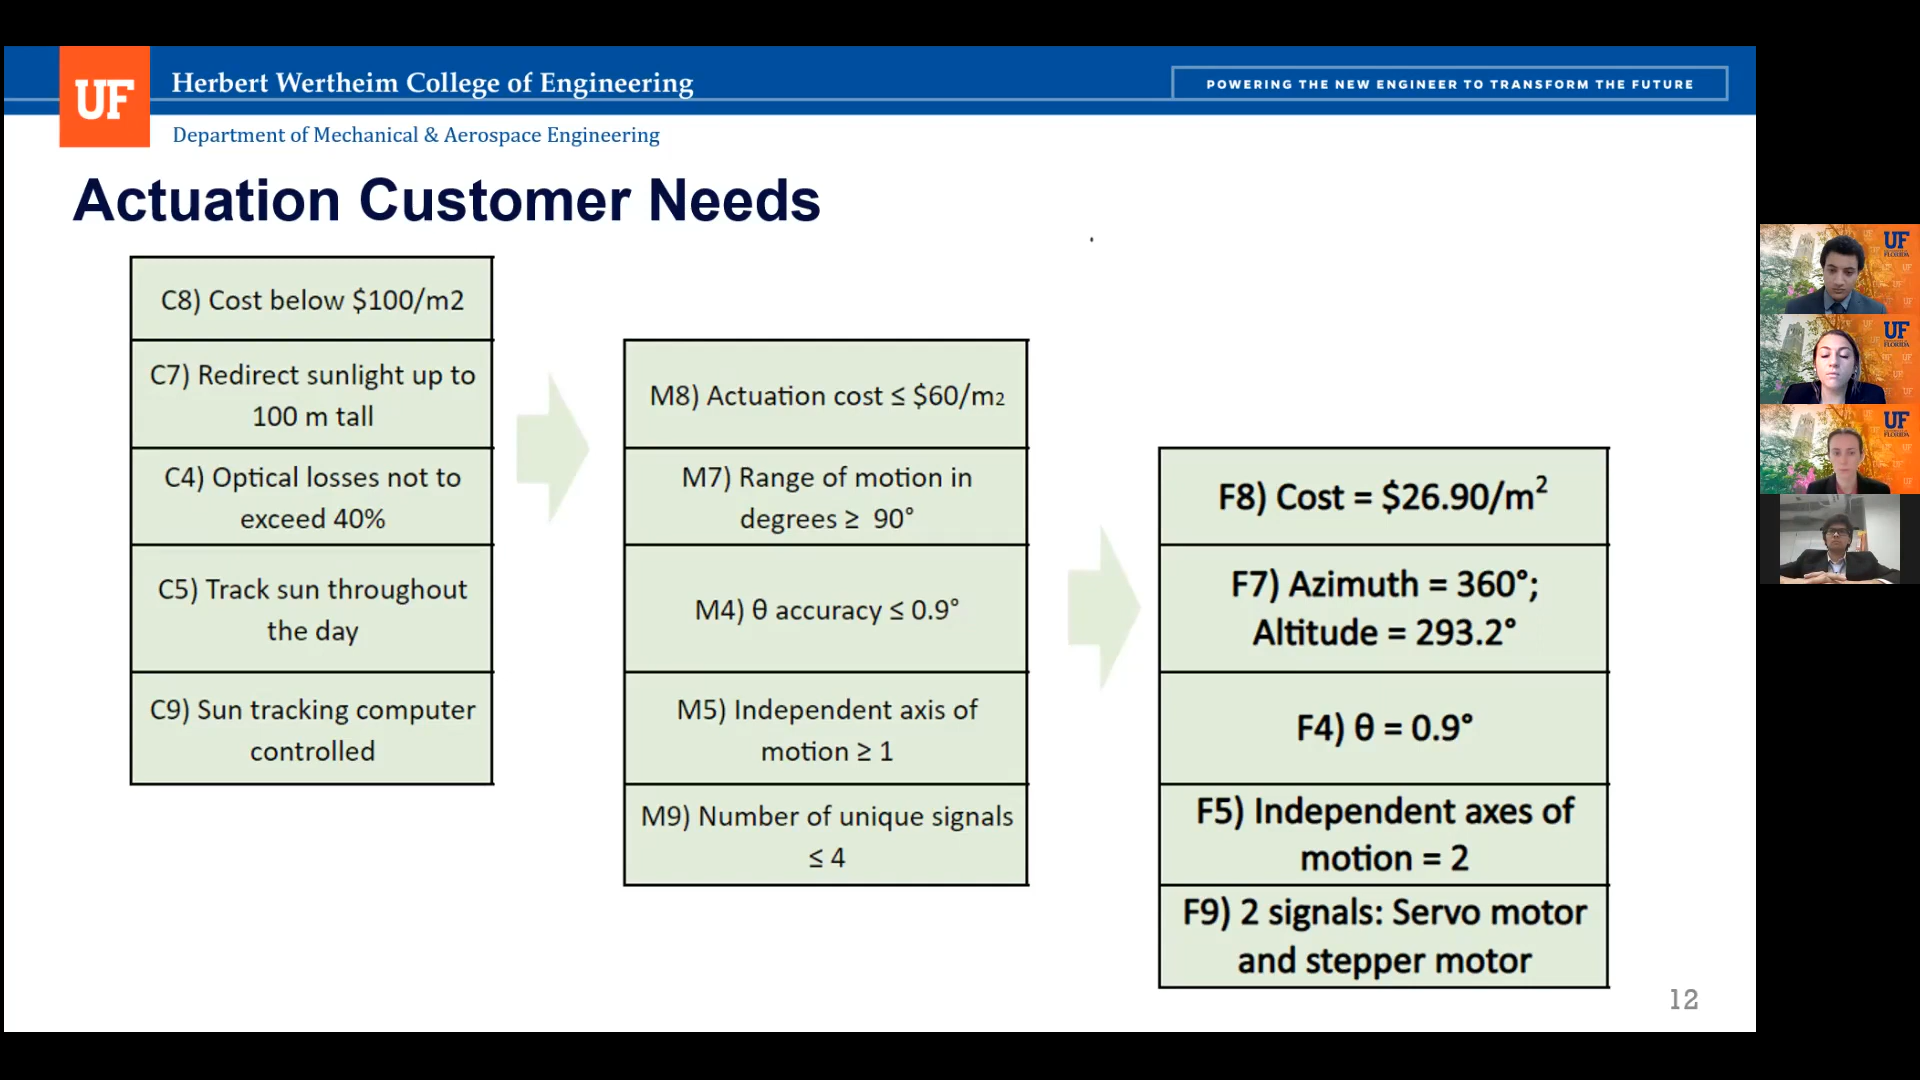 UF
Herbert Wertheim College of Engineering
POWERING THE NEW ENGINEER TO TRANSFORM THE FUTURE
Department of Mechanical & Aerospace Engineering
Actuation Customer Needs
C8) Cost below $100/m2
C7) Redirect sunlight up to
100 m tall
C4) Optical losses not to
exceed 40%
C5) Track sun throughout
the day
C9) Sun tracking computer
controlled
M8) Actuation cost ≤ $60/m2
M7) Range of motion in
degrees ≥ 90°
M4) θ accuracy ≤ 0.9°
M5) Independent axis of
motion ≥ 1
M9) Number of unique signals
≤ 4
F8) Cost = $26.90/m²
F7) Azimuth = 360°;
Altitude = 293.2°
F4) θ = 0.9°
F5) Independent axes of
motion = 2
F9) 2 signals: Servo motor
and stepper motor
12
UF
UF
UF